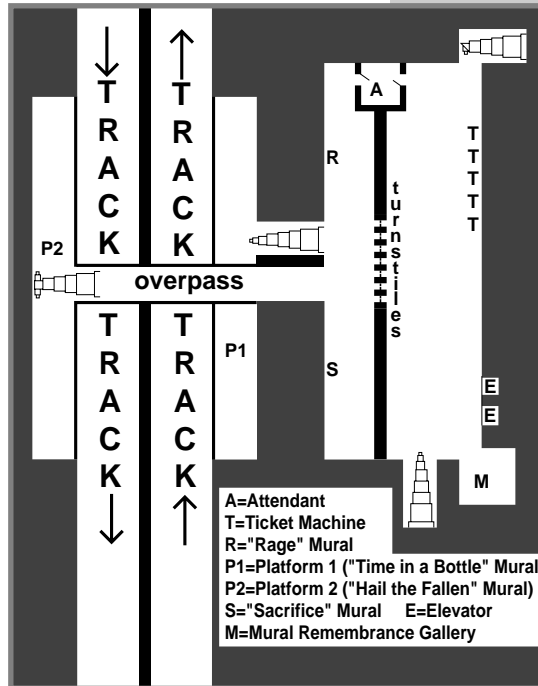 TRACK
TRACK
A
R
T
T
T
T
T
turnstiles
P2
overpass
TRACK
TRACK
P1
S
E
E
M
A=Attendant
T=Ticket Machine
R="Rage" Mural
P1=Platform 1 ("Time in a Bottle" Mural)
P2=Platform 2 ("Hail the Fallen" Mural)
S="Sacrifice" Mural E=Elevator
M=Mural Remembrance Gallery